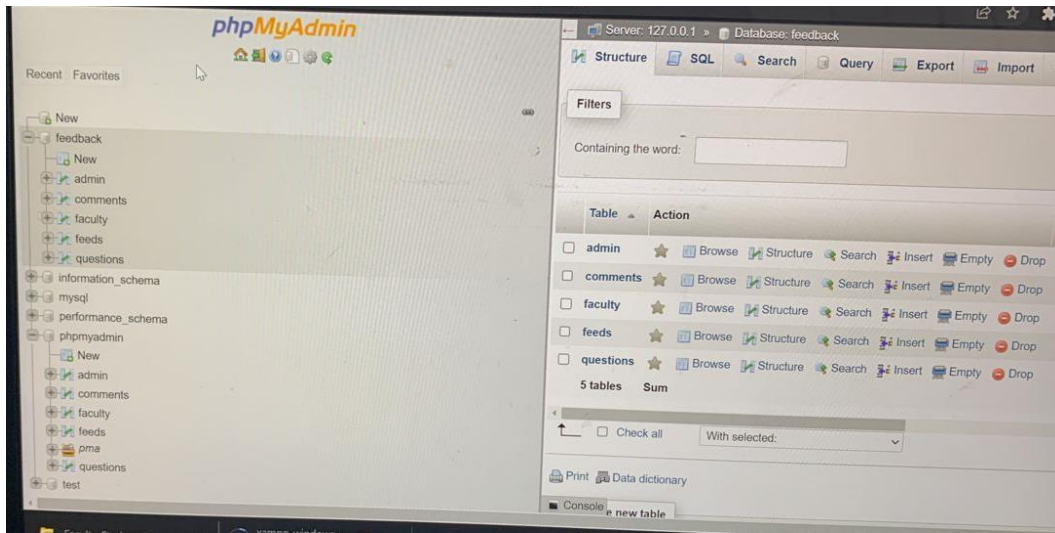 phpMyAdmin
Recent Favorites
New
feedback
New
admin
comments
faculty
feeds
questions
information_schema
mysql
performance_schema
phpmyadmin
New
admin
comments
faculty
feeds
pma
questions
test
Server: 127.0.0.1 » Database: feedback
Structure SQL Search Query Export Import
Filters
Containing the word:
Table Action
admin Browse Structure Search Insert Empty Drop
comments Browse Structure Search Insert Empty Drop
faculty Browse Structure Search Insert Empty Drop
feeds Browse Structure Search Insert Empty Drop
questions Browse Structure Search Insert Empty Drop
5 tables Sum
Check all With selected:
Print Data dictionary
Console
e new table